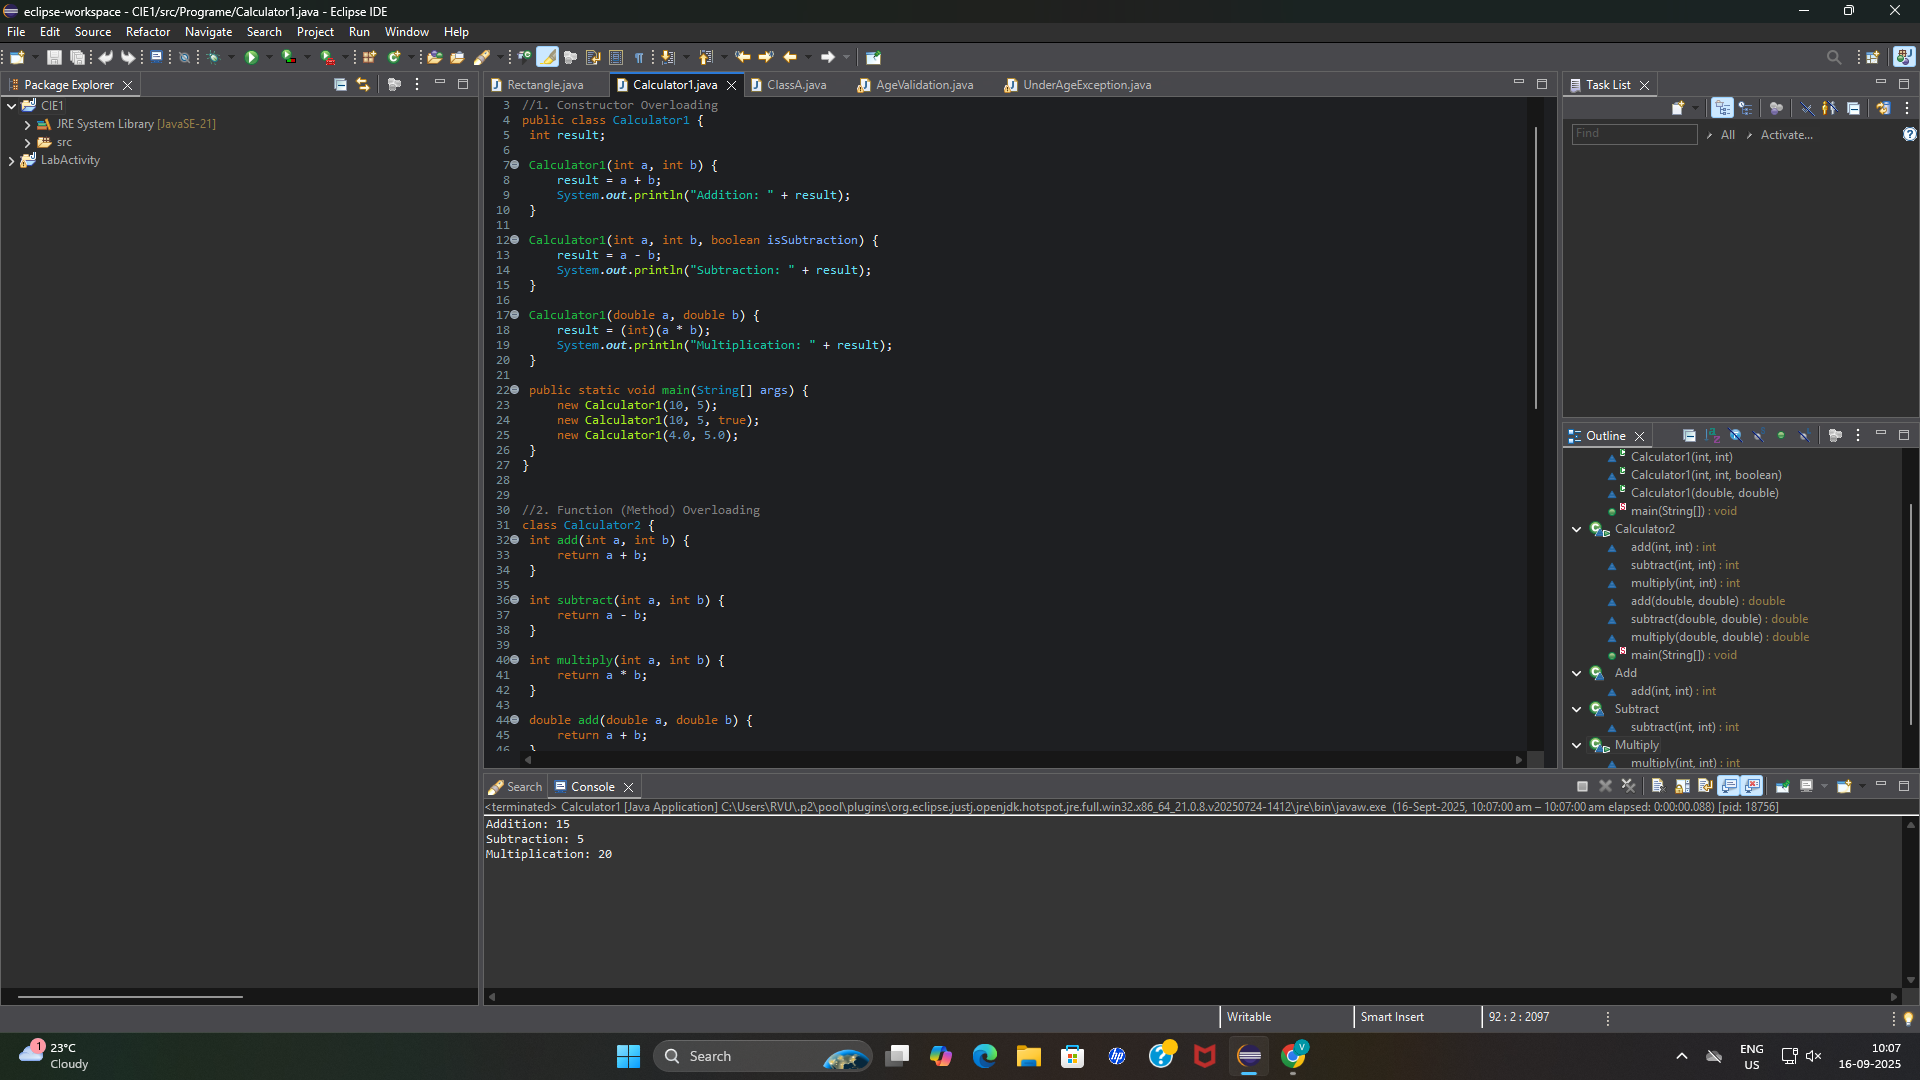 eclipse-workspace - CIE1/src/Programe/Calculator1.java - Eclipse IDE
File Edit Source Refactor Navigate Search Project Run Window Help
Package Explorer
CIE1
JRE System Library [JavaSE-21]
src
LabActivity
Rectangle.java Calculator1.java ClassA.java AgeValidation.java UnderAgeException.java
3 //1. Constructor Overloading
4 public class Calculator1 {
5 int result;
6
7 Calculator1(int a, int b) {
8 result = a + b;
9 System.out.println("Addition: " + result);
10 }
11
12 Calculator1(int a, int b, boolean isSubtraction) {
13 result = a - b;
14 System.out.println("Subtraction: " + result);
15 }
16
17 Calculator1(double a, double b) {
18 result = (int)(a * b);
19 System.out.println("Multiplication: " + result);
20 }
21
22 public static void main(String[] args) {
23 new Calculator1(10, 5);
24 new Calculator1(10, 5, true);
25 new Calculator1(4.0, 5.0);
26 }
27 }
28
29
30 //2. Function (Method) Overloading
31 class Calculator2 {
32 int add(int a, int b) {
33 return a + b;
34 }
35
36 int subtract(int a, int b) {
37 return a - b;
38 }
39
40 int multiply(int a, int b) {
41 return a * b;
42 }
43
44 double add(double a, double b) {
45 return a + b;
46 }
Task List
Find All Activate...
Outline
Calculator1(int, int)
Calculator1(int, int, boolean)
Calculator1(double, double)
main(String[]) : void
Calculator2
add(int, int) : int
subtract(int, int) : int
multiply(int, int) : int
add(double, double) : double
subtract(double, double) : double
multiply(double, double) : double
main(String[]) : void
Add
add(int, int) : int
Subtract
subtract(int, int) : int
Multiply
multiply(int, int) : int
Search Console
<terminated> Calculator1 [Java Application] C:\Users\RVU\.p2\pool\plugins\org.eclipse.justj.openjdk.hotspot.jre.full.win32.x86_64_21.0.8.v20250724-1412\jre\bin\javaw.exe (16-Sept-2025, 10:07:00 am – 10:07:00 am elapsed: 0:00:00.088) [pid: 18756]
Addition: 15
Subtraction: 5
Multiplication: 20
Writable Smart Insert 92 : 2 : 2097
1
23°C
Cloudy
Search
hp
V
ENG
US
10:07
16-09-2025